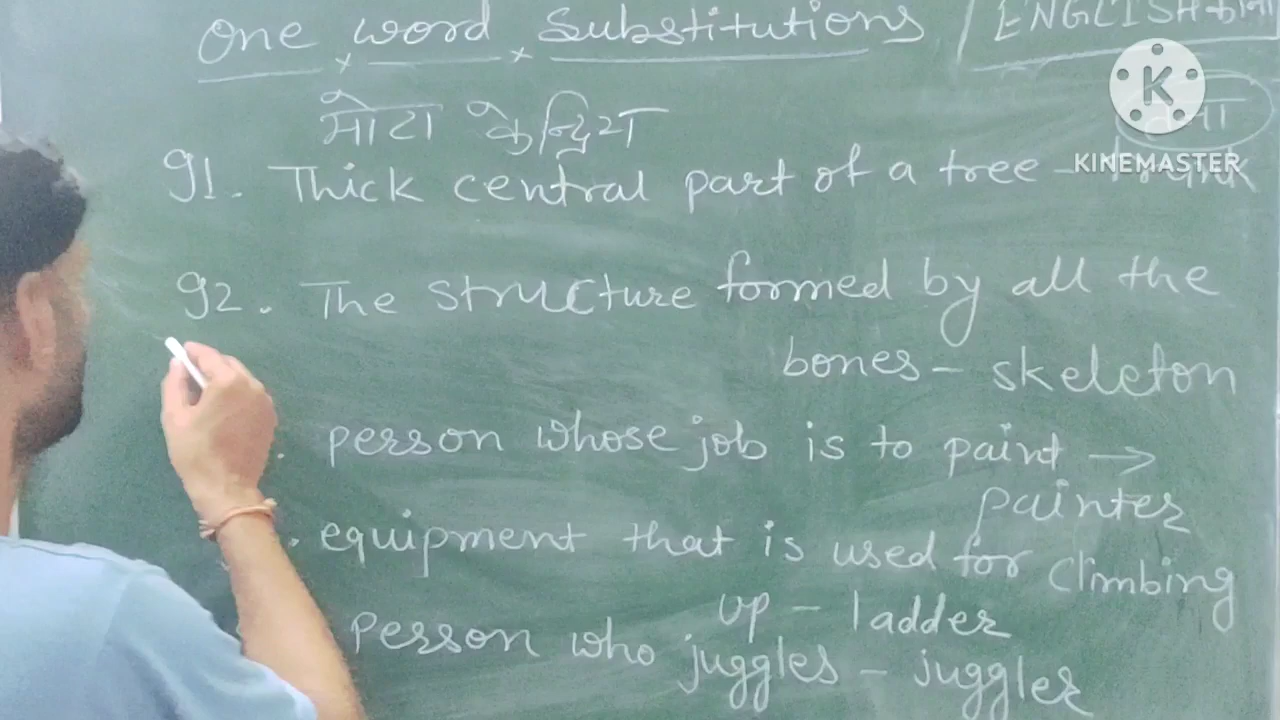 One word Substitutions
ENGLISH
मोटा केन्द्रिय
91. Thick central part of a tree - trunk
92. The structure formed by all the
bones - skeleton
person whose job is to paint →
painter
equipment that is used for climbing
up - ladder
person who juggles - juggler
K
KINEMASTER